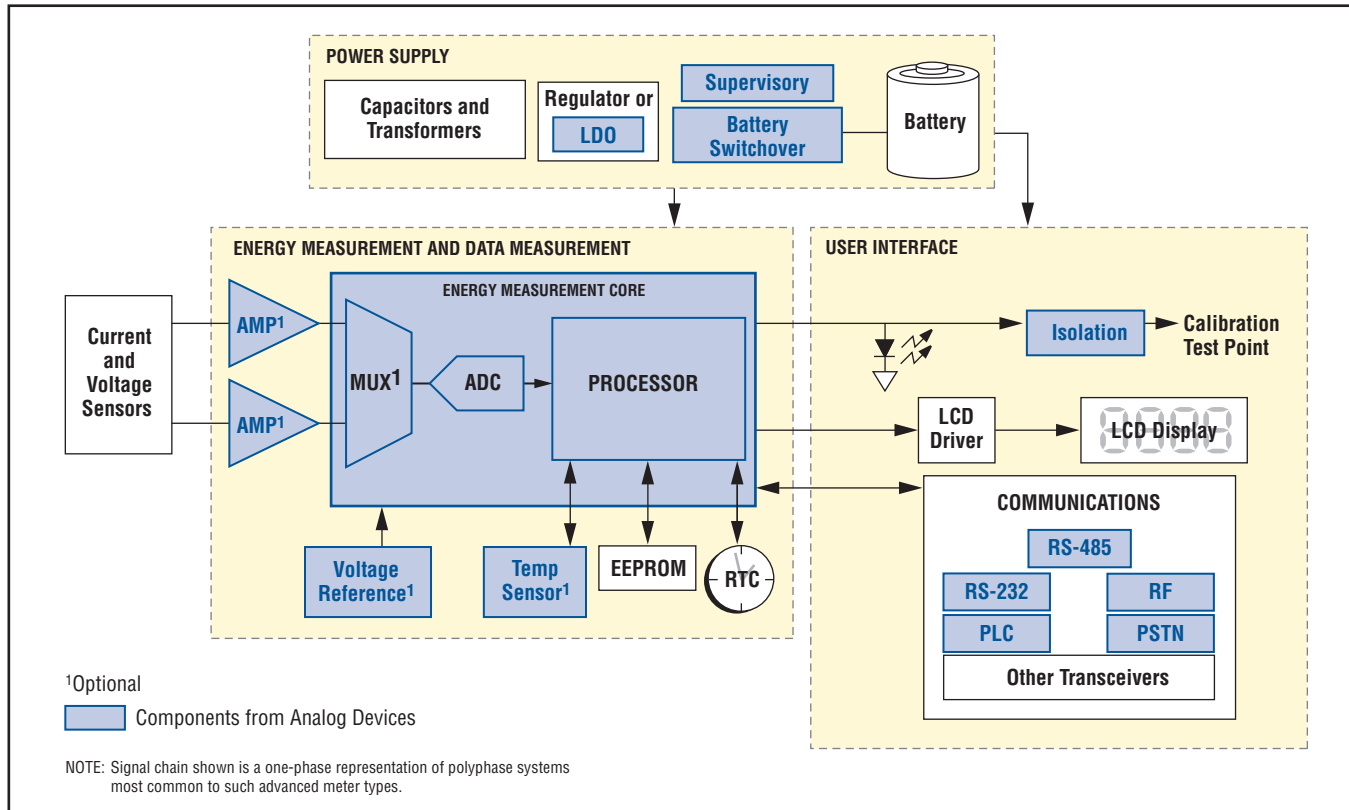 POWER SUPPLY
Capacitors and
Transformers
Regulator or
LDO
Supervisory
Battery
Switchover
Battery
ENERGY MEASUREMENT AND DATA MEASUREMENT
ENERGY MEASUREMENT CORE
Current
and
Voltage
Sensors
AMP¹
AMP¹
MUX¹
ADC
PROCESSOR
Voltage
Reference¹
Temp
Sensor¹
EEPROM
RTC
USER INTERFACE
Isolation
Calibration
Test Point
LCD
Driver
LCD Display
COMMUNICATIONS
RS-485
RS-232
RF
PLC
PSTN
Other Transceivers
¹Optional
Components from Analog Devices
NOTE: Signal chain shown is a one-phase representation of polyphase systems
most common to such advanced meter types.